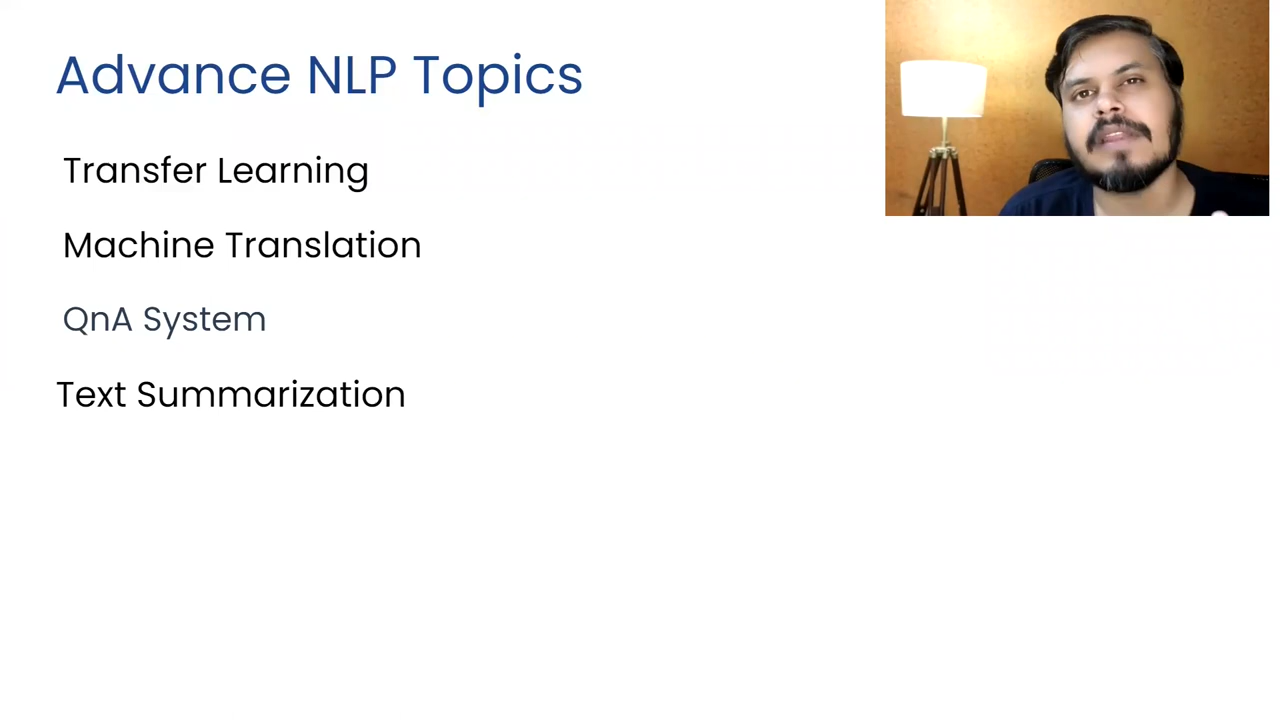 Advance NLP Topics
Transfer Learning
Machine Translation
QnA System
Text Summarization